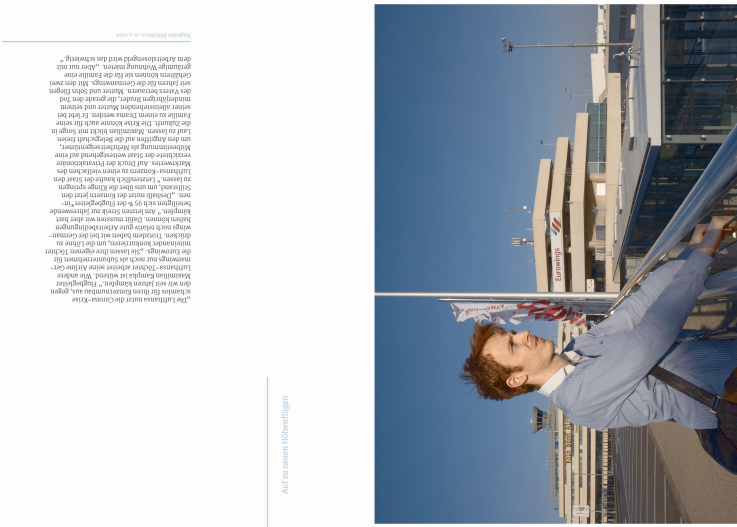 Auf zu neuen Höhenflügen
„Die Lufthansa nutzt die Corona-Krise
schamlos für ihren Konzernumbau aus, gegen
den wir seit Jahren kämpfen.“ Flugbegleiter
Maximilian Kampka ist wütend. Wie andere
Lufthansa-Töchter arbeitet seine Airline Ger-
manwings nur noch als Subunternehmen für
die Eurowings. „Sie lassen ihre eigenen Töchter
miteinander konkurrieren, um die Löhne zu
drücken. Trotzdem haben wir bei der German-
wings noch relativ gute Arbeitsbedingungen
halten können. Dafür mussten wir aber hart
kämpfen.“ Am letzten Streik zur Jahreswende
beteiligten sich 95 % der Flugbegleiter*in-
nen. „Deshalb nutzt der Konzern jetzt den
Stillstand, um uns über die Klinge springen
zu lassen.“ Letztendlich kaufte der Staat den
Lufthansa-Konzern zu einem vielfachen des
Marktwertes. Auf Druck der Privataktionäre
verzichtete der Staat weitestgehend auf eine
Mitbestimmung als Mehrheitseigentümer,
um den Angriffen auf die Belegschaft freien
Lauf zu lassen. Maximilian blickt mit Sorge in
die Zukunft. Die Krise könnte auch für seine
Familie zu einem Drama werden. Er lebt bei
seiner alleinstehenden Mutter und seinem
minderjährigen Bruder, die gerade den Tod
des Vaters betrauern. Mutter und Sohn fliegen
seit Jahren für die Germanwings. Mit den zwei
Gehältern können sie für die Familie eine
geräumige Wohnung mieten. „Aber nur mit
dem Arbeitslosengeld wird das schwierig.“
Flughafen Köln/Bonn,
Eurowings